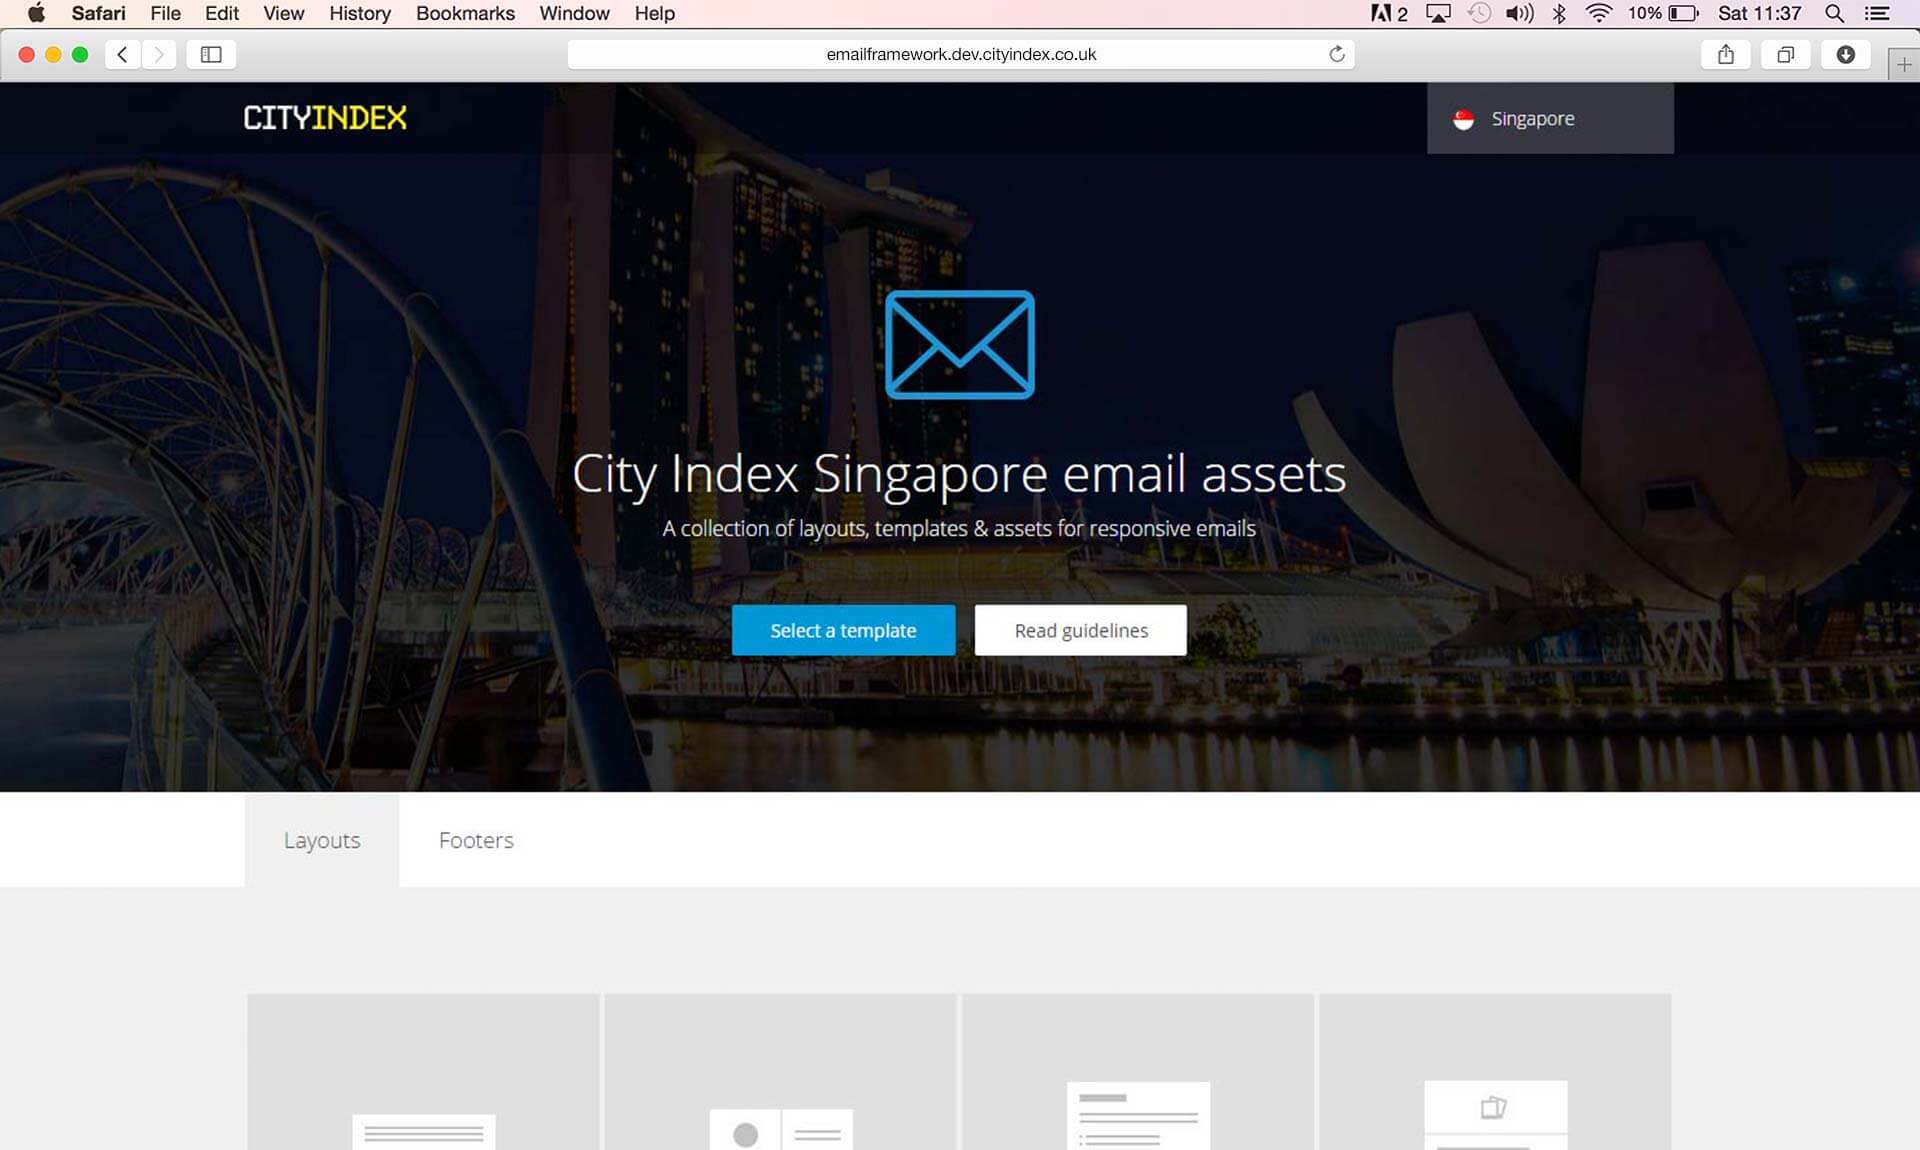 Safari File Edit View History Bookmarks Window Help 2 10% Sat 11:37
emailframework.dev.cityindex.co.uk
CITYINDEX
Singapore
City Index Singapore email assets
A collection of layouts, templates & assets for responsive emails
Select a template Read guidelines
Layouts Footers